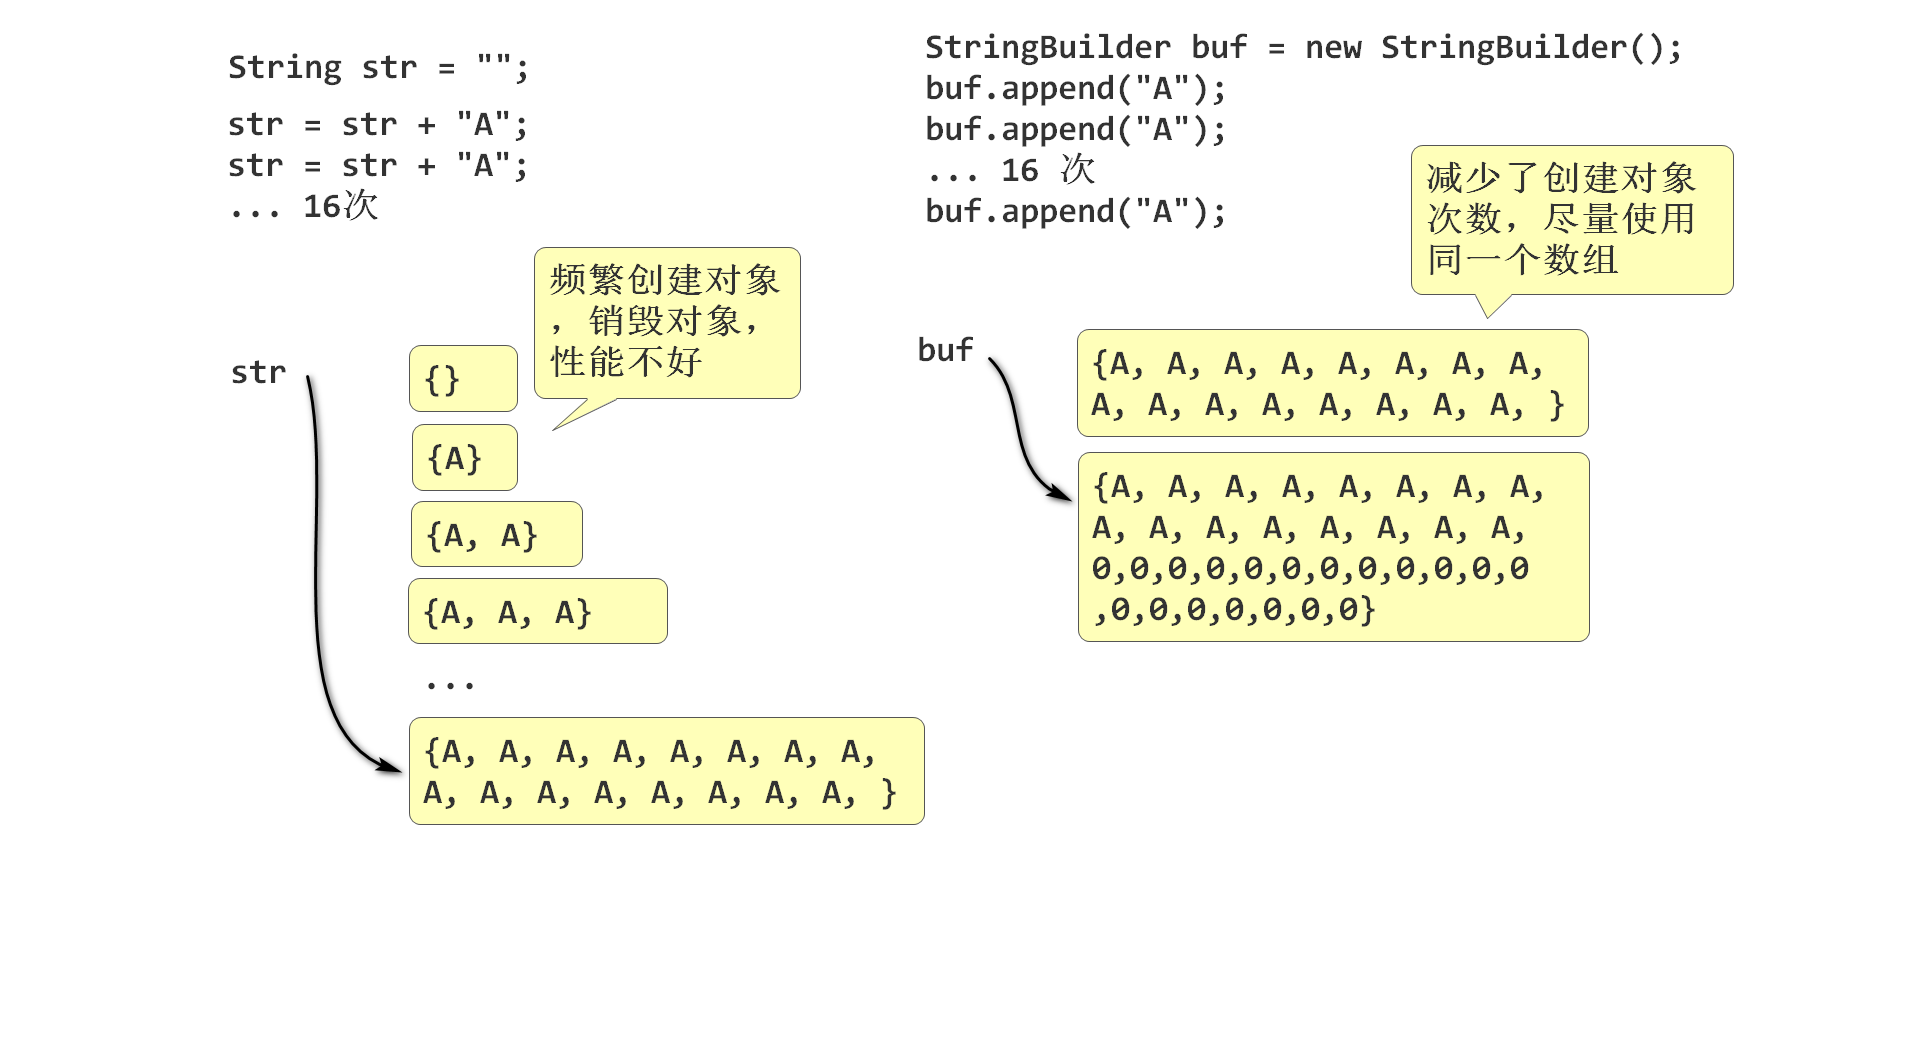 String str = "";
str = str + "A";
str = str + "A";
... 16次
频繁创建对象
，销毁对象，
性能不好
str
{}
{A}
{A, A}
{A, A, A}
...
{A, A, A, A, A, A, A, A,
A, A, A, A, A, A, A, A, }
StringBuilder buf = new StringBuilder();
buf.append("A");
buf.append("A");
... 16 次
buf.append("A");
减少了创建对象
次数，尽量使用
同一个数组
buf
{A, A, A, A, A, A, A, A,
A, A, A, A, A, A, A, A, }
{A, A, A, A, A, A, A, A,
A, A, A, A, A, A, A, A,
0,0,0,0,0,0,0,0,0,0,0,0
,0,0,0,0,0,0,0}